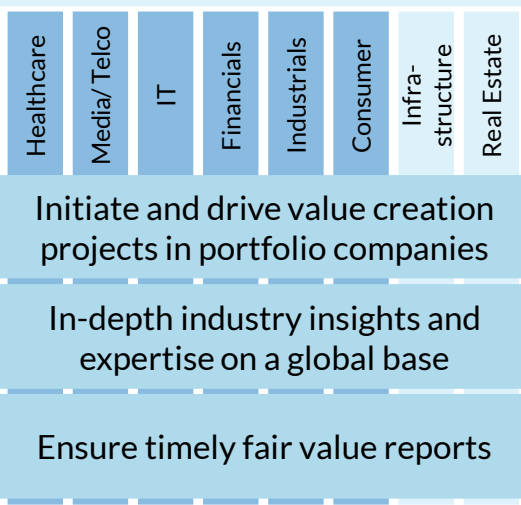 Healthcare
Media/ Telco
IT
Financials
Industrials
Consumer
Infra-
structure
Real Estate
Initiate and drive value creation
projects in portfolio companies
In-depth industry insights and
expertise on a global base
Ensure timely fair value reports